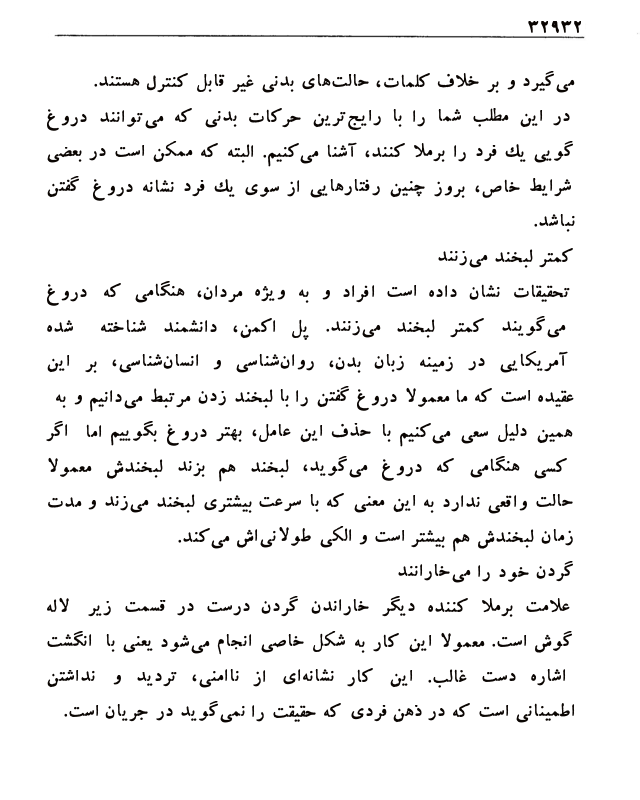 ۳۲۹۳۲
می‌گیرد و بر خلاف کلمات، حالت‌های بدنی غیر قابل کنترل هستند.
در این مطلب شما را با رایج‌ترین حرکات بدنی که می‌توانند دروغ
گویی یك فرد را برملا کنند، آشنا می‌کنیم. البته که ممکن است در بعضی
شرایط خاص، بروز چنین رفتارهایی از سوی یك فرد نشانه دروغ گفتن
نباشد.
کمتر لبخند می‌زنند
تحقیقات نشان داده است افراد و به ویژه مردان، هنگامی که دروغ
می‌گویند کمتر لبخند می‌زنند. پل اکمن، دانشمند شناخته شده
آمریکایی در زمینه زبان بدن، روان‌شناسی و انسان‌شناسی، بر این
عقیده است که ما معمولا دروغ گفتن را با لبخند زدن مرتبط می‌دانیم و به
همین دلیل سعی می‌کنیم با حذف این عامل، بهتر دروغ بگوییم اما اگر
کسی هنگامی که دروغ می‌گوید، لبخند هم بزند لبخندش معمولا
حالت واقعی ندارد به این معنی که با سرعت بیشتری لبخند می‌زند و مدت
زمان لبخندش هم بیشتر است و الکی طولانی‌اش می‌کند.
گردن خود را می‌خارانند
علامت برملا کننده دیگر خاراندن گردن درست در قسمت زیر لاله
گوش است. معمولا این کار به شکل خاصی انجام می‌شود یعنی با انگشت
اشاره دست غالب. این کار نشانه‌ای از ناامنی، تردید و نداشتن
اطمینانی است که در ذهن فردی که حقیقت را نمی‌گوید در جریان است.